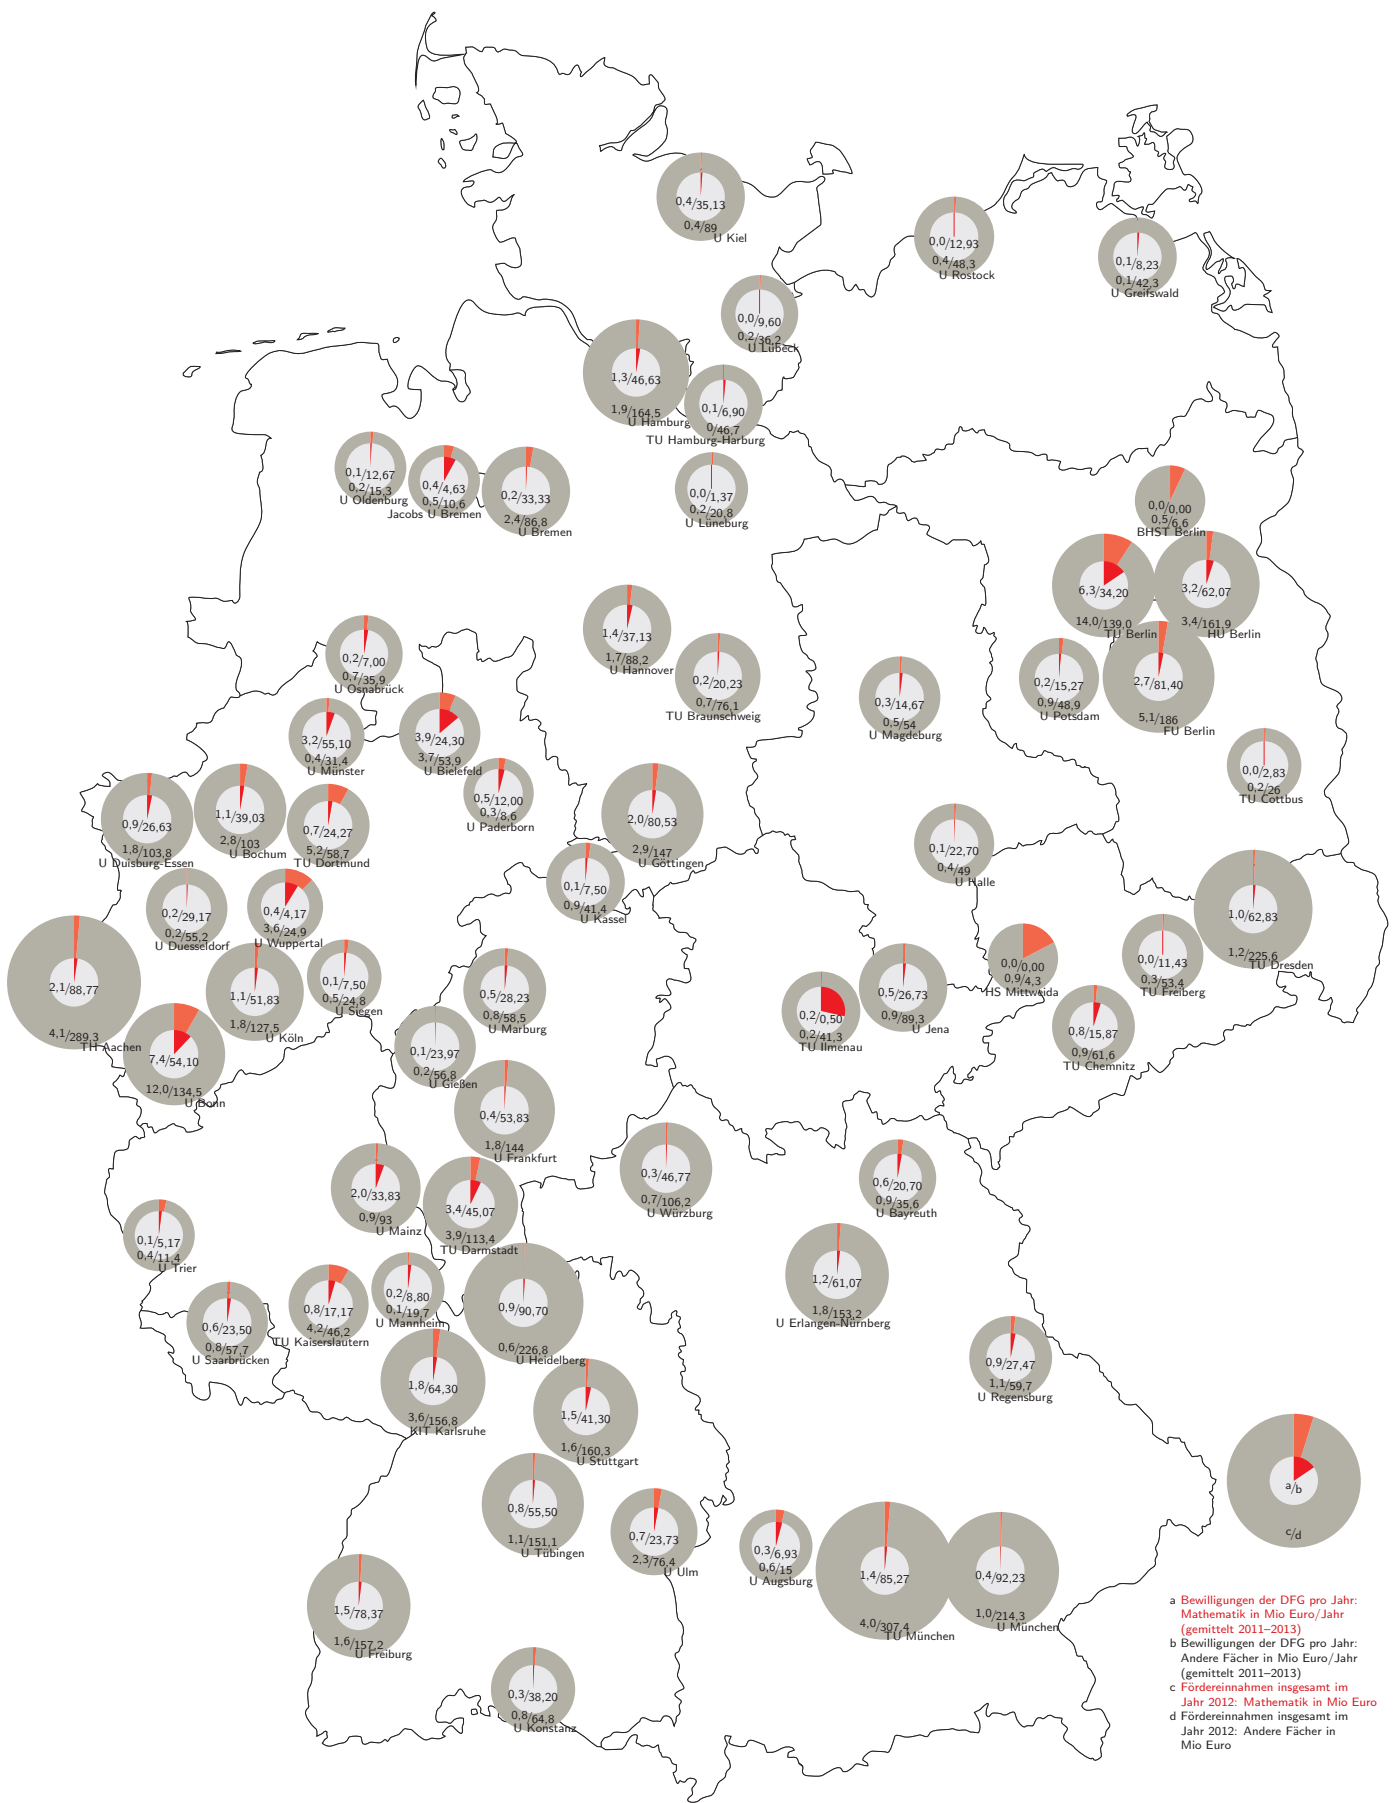 0,4/35,13
0,4/89
U Kiel
0,0/12,93
0,4/48,3
U Rostock
0,1/8,23
0,1/42,3
U Greifswald
0,0/9,60
0,2/36,2
U Lübeck
1,3/46,63
1,9/164,5
U Hamburg
0,1/6,90
0/46,7
TU Hamburg-Harburg
0,1/12,67
0,2/15,3
U Oldenburg
0,4/4,63
0,5/10,6
Jacobs U Bremen
0,2/33,33
2,4/86,8
U Bremen
0,0/1,37
0,2/20,8
U Lüneburg
0,0/0,00
0,5/6,6
BHST Berlin
6,3/34,20
14,0/139,0
TU Berlin
3,2/62,07
3,4/161,9
HU Berlin
1,4/37,13
1,7/88,2
U Hannover
0,2/7,00
0,7/35,9
U Osnabrück
0,2/20,23
0,7/76,1
TU Braunschweig
0,3/14,67
0,5/54
U Magdeburg
0,2/15,27
0,9/48,9
U Potsdam
2,7/81,40
5,1/186
FU Berlin
3,2/55,10
0,4/31,4
U Münster
3,9/24,30
3,7/53,9
U Bielefeld
0,0/2,83
0,2/26
TU Cottbus
0,5/12,00
0,3/8,6
U Paderborn
0,9/26,63
1,8/103,8
U Duisburg-Essen
1,1/39,03
2,8/103
U Bochum
0,7/24,27
5,2/58,7
TU Dortmund
2,0/80,53
2,9/147
U Göttingen
0,1/22,70
0,4/49
U Halle
0,1/7,50
0,9/41,4
U Kassel
0,2/29,17
0,2/55,2
U Duesseldorf
0,4/4,17
3,6/24,9
U Wuppertal
1,0/62,83
1,2/225,6
TU Dresden
0,0/0,00
0,9/4,3
HS Mittweida
0,0/11,43
0,3/53,4
TU Freiberg
2,1/88,77
4,1/289,3
TH Aachen
1,1/51,83
1,8/127,5
U Köln
0,1/7,50
0,5/24,8
U Siegen
0,5/28,23
0,8/58,5
U Marburg
0,2/0,50
0,2/41,3
TU Ilmenau
0,5/26,73
0,9/89,3
U Jena
0,8/15,87
0,9/61,6
TU Chemnitz
7,4/54,10
12,0/134,5
U Bonn
0,1/23,97
0,2/56,8
U Gießen
0,4/53,83
1,8/144
U Frankfurt
0,3/46,77
0,7/106,2
U Würzburg
0,6/20,70
0,9/35,6
U Bayreuth
2,0/33,83
0,9/93
U Mainz
3,4/45,07
3,9/113,4
TU Darmstadt
0,1/5,17
0,4/11,4
U Trier
1,2/61,07
1,8/153,2
U Erlangen-Nürnberg
0,6/23,50
0,8/57,7
U Saarbrücken
0,8/17,17
4,2/46,2
TU Kaiserslautern
0,2/8,80
0,1/19,7
U Mannheim
0,9/90,70
0,6/226,8
U Heidelberg
0,9/27,47
1,1/59,7
U Regensburg
1,8/64,30
3,6/156,8
KIT Karlsruhe
1,5/41,30
1,6/160,3
U Stuttgart
0,8/55,50
1,1/151,1
U Tübingen
0,7/23,73
2,3/76,4
U Ulm
0,3/6,93
0,6/15
U Augsburg
1,4/85,27
4,0/307,4
TU München
0,4/92,23
1,0/214,3
U München
1,5/78,37
1,6/157,2
U Freiburg
0,3/38,20
0,8/64,8
U Konstanz
a/b
c/d
a Bewilligungen der DFG pro Jahr:
Mathematik in Mio Euro/Jahr
(gemittelt 2011–2013)
b Bewilligungen der DFG pro Jahr:
Andere Fächer in Mio Euro/Jahr
(gemittelt 2011–2013)
c Fördereinnahmen insgesamt im
Jahr 2012: Mathematik in Mio Euro
d Fördereinnahmen insgesamt im
Jahr 2012: Andere Fächer in
Mio Euro